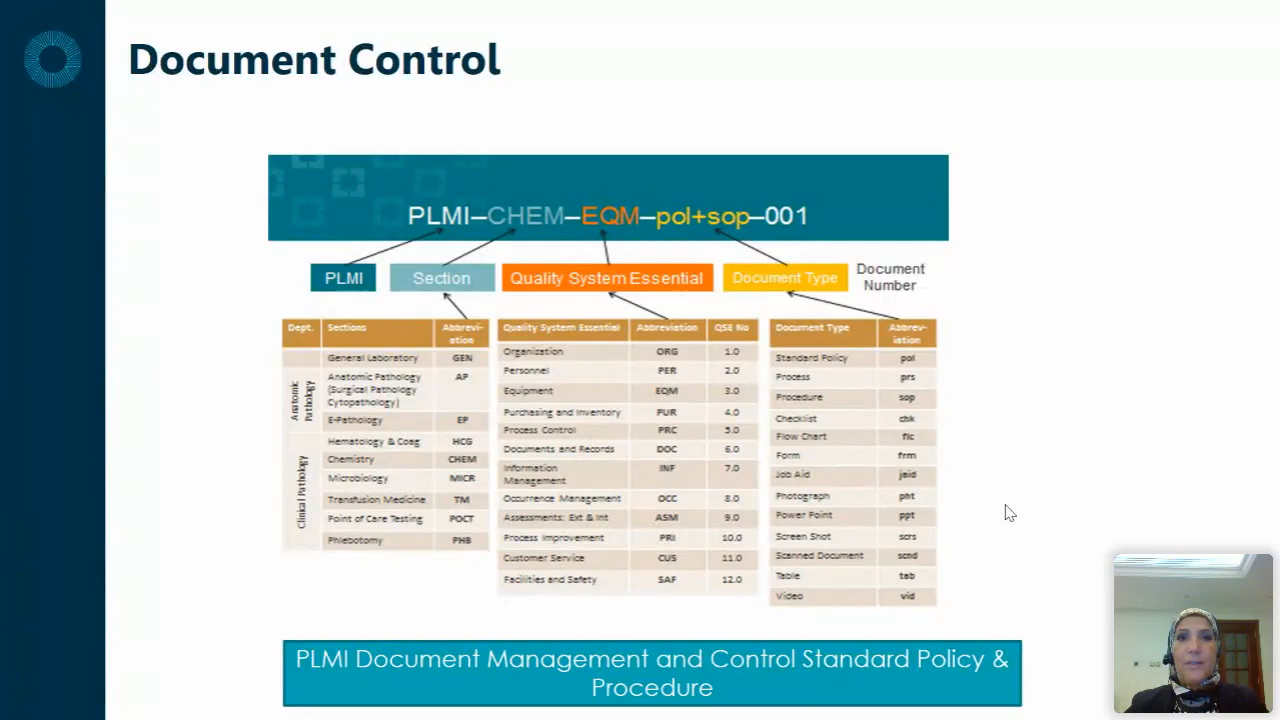 Document Control
PLMI–CHEM–EQM–pol+sop–001
PLMI Section Quality System Essential Document Type Document
Number
Dept. Sections Abbrevi-
ation
General Laboratory GEN
Anatomic Pathology AP
(Surgical Pathology
Cytopathology)
E-Pathology EP
Hematology & Coag HCG
Chemistry CHEM
Microbiology MICR
Transfusion Medicine TM
Point of Care Testing POCT
Phlebotomy PHB
Anatomic
Pathology
Clinical Pathology
Quality System Essential Abbreviation QSE No
Organization ORG 1.0
Personnel PER 2.0
Equipment EQM 3.0
Purchasing and Inventory PUR 4.0
Process Control PRC 5.0
Documents and Records DOC 6.0
Information INF 7.0
Management
Occurrence Management OCC 8.0
Assessments: Ext & Int ASM 9.0
Process Improvement PRI 10.0
Customer Service CUS 11.0
Facilities and Safety SAF 12.0
Document Type Abbrev-
iation
Standard Policy pol
Process prs
Procedure sop
Checklist chk
Flow Chart flc
Form frm
Job Aid jaid
Photograph pht
Power Point ppt
Screen Shot scrs
Scanned Document scnd
Table tab
Video vid
PLMI Document Management and Control Standard Policy &
Procedure